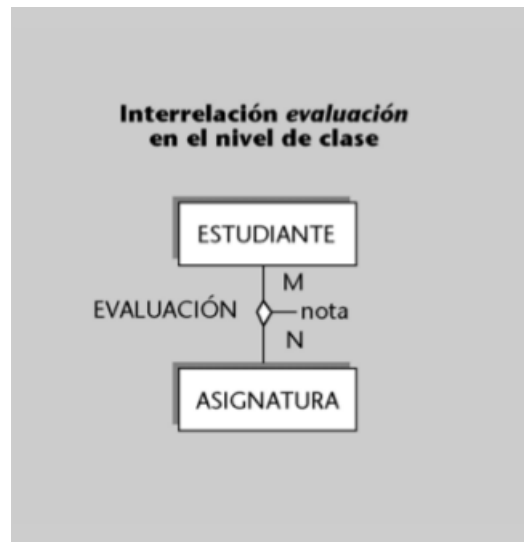 Interrelación evaluación
en el nivel de clase
ESTUDIANTE
M
EVALUACIÓN
nota
N
ASIGNATURA